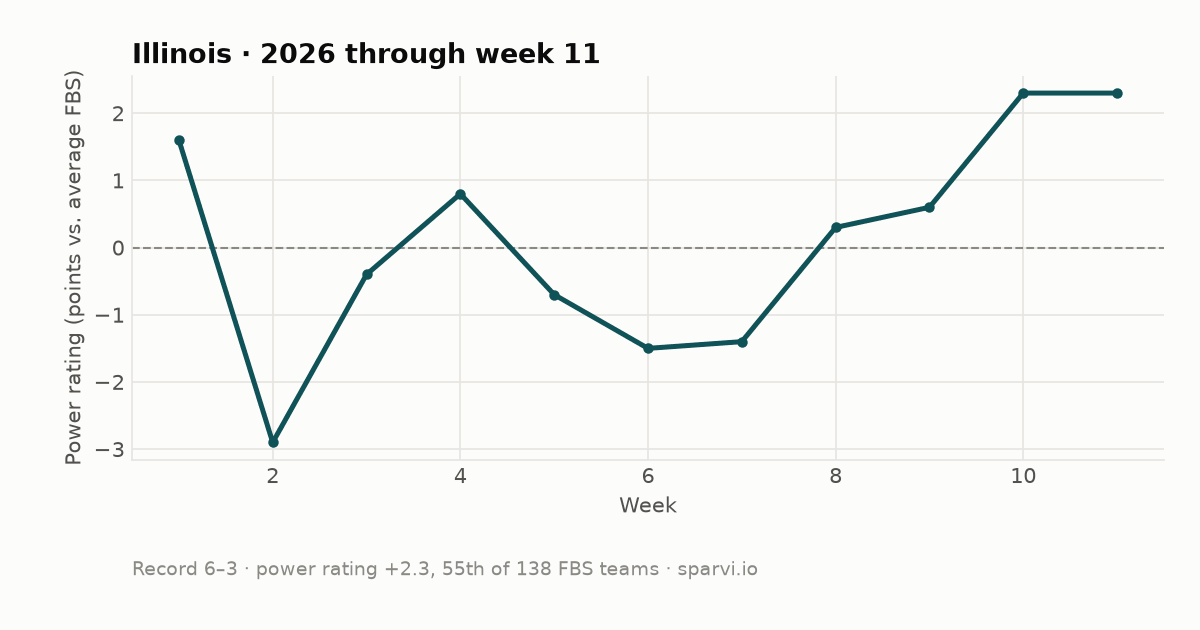 Illinois · 2026 through week 11
Power rating (points vs. average FBS)
2
1
0
−1
−2
−3
2 4 6 8 10
Week
Record 6–3 · power rating +2.3, 55th of 138 FBS teams · sparvi.io